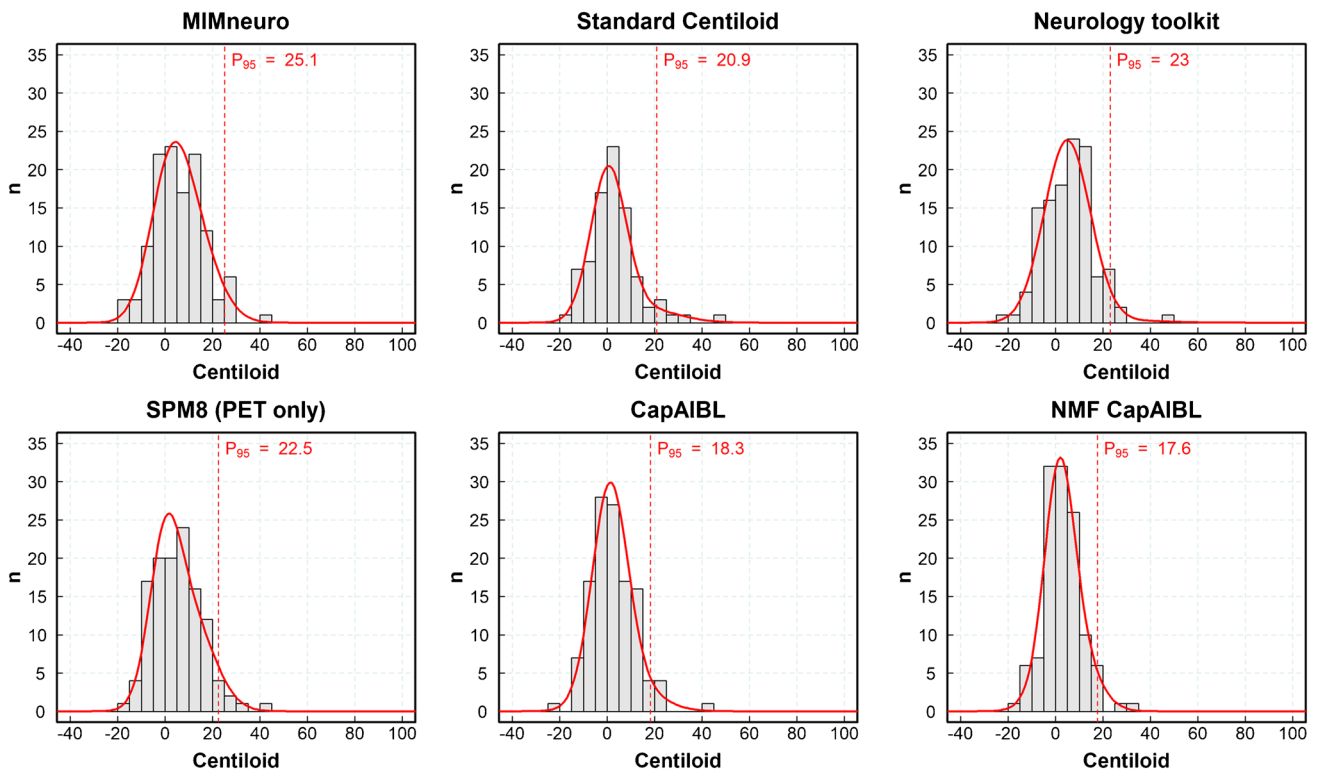 MIMneuro
Standard Centiloid
Neurology toolkit
35
30
25
20
15
10
5
0
n
P95 = 25.1
-40 -20 0 20 40 60 80 100
Centiloid
35
30
25
20
15
10
5
0
n
P95 = 20.9
-40 -20 0 20 40 60 80 100
Centiloid
35
30
25
20
15
10
5
0
n
P95 = 23
-40 -20 0 20 40 60 80 100
Centiloid
SPM8 (PET only)
CapAIBL
NMF CapAIBL
35
30
25
20
15
10
5
0
n
P95 = 22.5
-40 -20 0 20 40 60 80 100
Centiloid
35
30
25
20
15
10
5
0
n
P95 = 18.3
-40 -20 0 20 40 60 80 100
Centiloid
35
30
25
20
15
10
5
0
n
P95 = 17.6
-40 -20 0 20 40 60 80 100
Centiloid